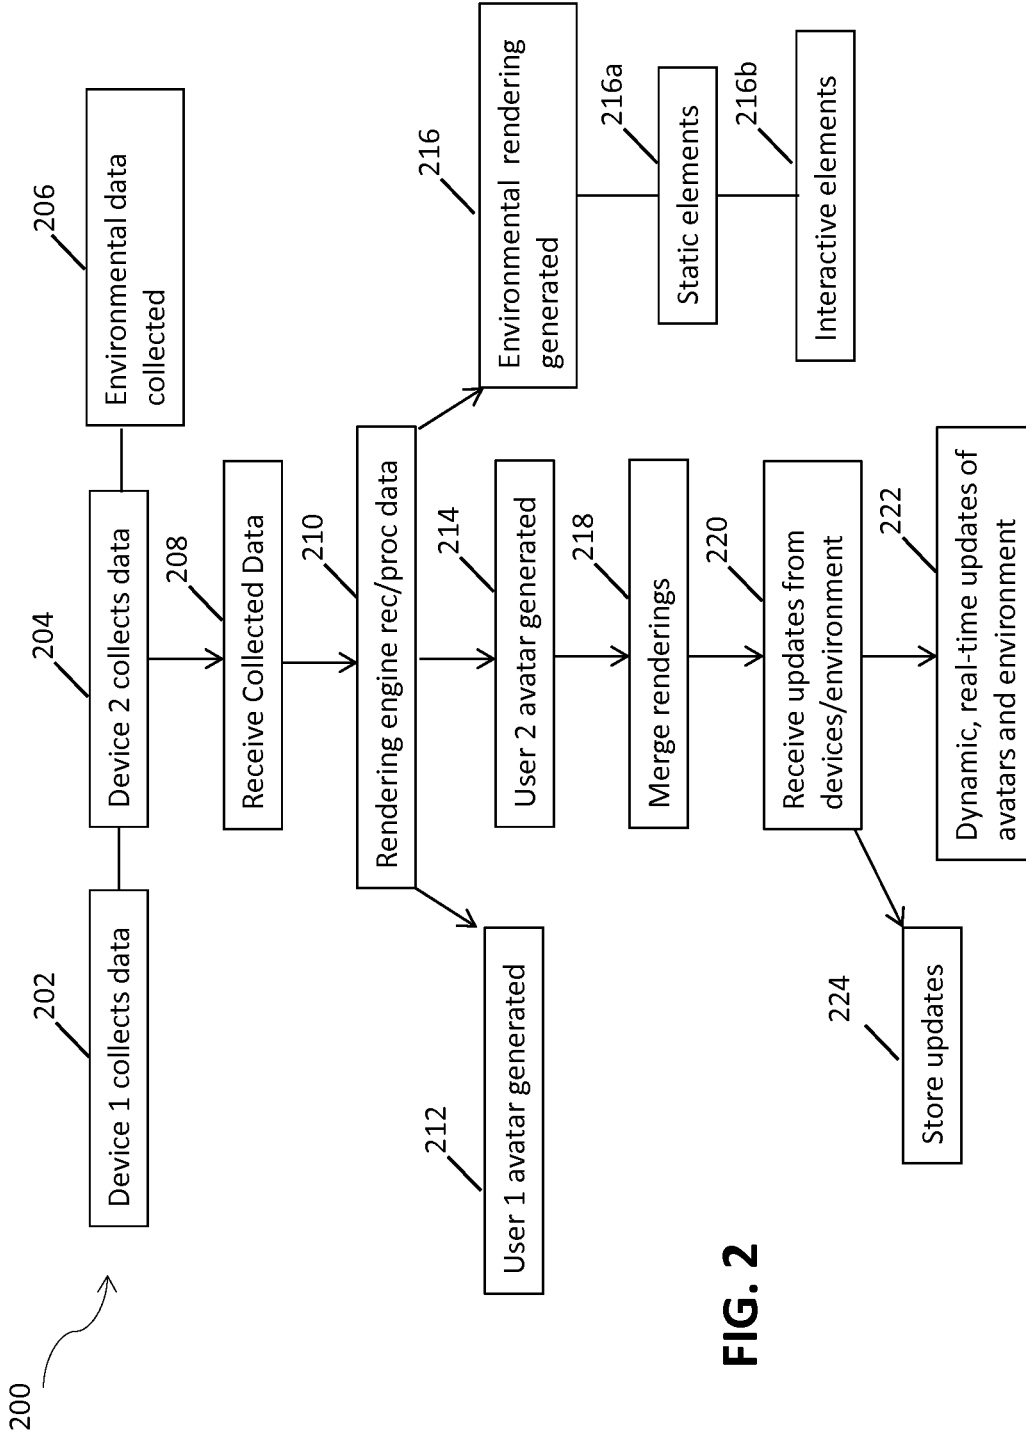 200
202
Device 1 collects data
204
Device 2 collects data
206
Environmental data
collected
208
Receive Collected Data
210
Rendering engine rec/proc data
212
User 1 avatar generated
214
User 2 avatar generated
216
Environmental rendering
generated
216a
Static elements
216b
Interactive elements
218
Merge renderings
220
Receive updates from
devices/environment
222
Dynamic, real-time updates of
avatars and environment
224
Store updates
FIG. 2